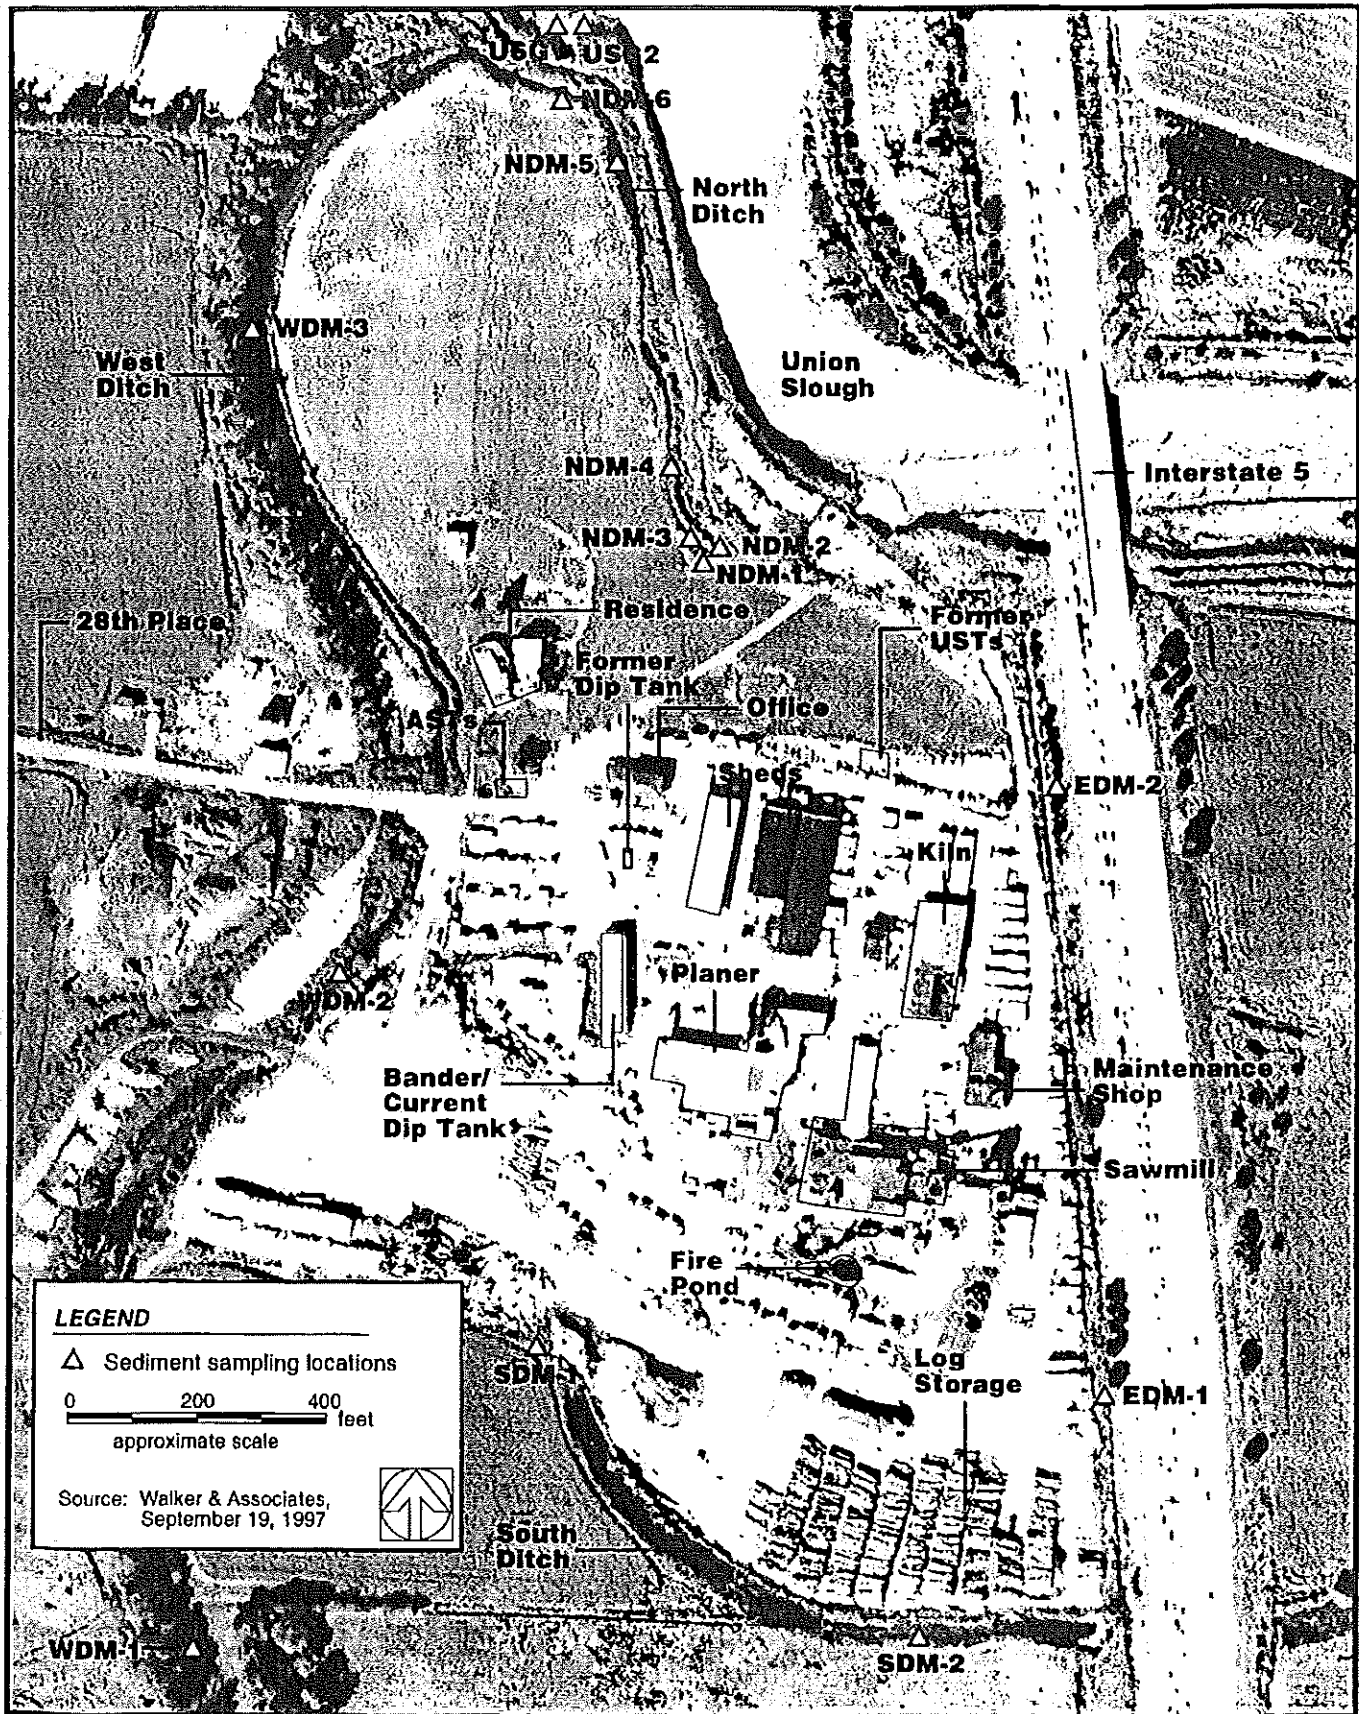 USG
USG2
NDM-6
NDM-5
North
Ditch
WDM-3
West
Ditch
Union
Slough
NDM-4
Interstate 5
NDM-3
NDM-2
NDM-1
Residence
28th Place
Former
USTs
Former
Dip Tank
Office
ASTs
Sheds
EDM-2
Kiln
Planer
WDM-2
Bander/
Current
Dip Tank
Maintenance
Shop
Sawmill
Fire
Pond
LEGEND
△ Sediment sampling locations
0 200 400
feet
approximate scale
Source: Walker & Associates,
September 19, 1997
SDM-1
Log
Storage
EDM-1
South
Ditch
WDM-1
SDM-2